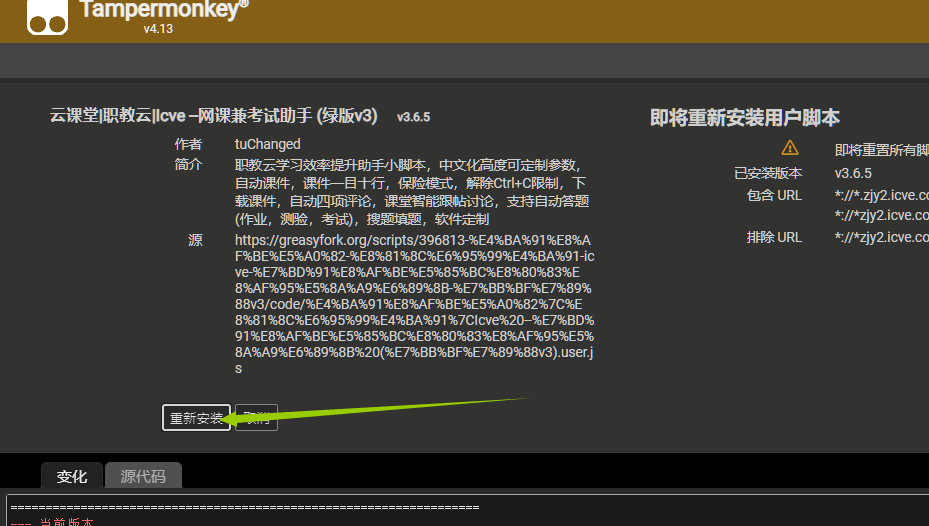 Tampermonkey®
v4.13
云课堂|职教云|Icve --网课兼考试助手 (绿版v3) v3.6.5
作者 tuChanged
简介 职教云学习效率提升助手小脚本，中文化高度可定制参数，
自动课件，课件一目十行，保险模式，解除Ctrl+C限制，下
载课件，自动四项评论，课堂智能跟帖讨论，支持自动答题
(作业，测验，考试)，搜题填题，软件定制
源 https://greasyfork.org/scripts/396813-%E4%BA%91%E8%A
F%BE%E5%A0%82-%E8%81%8C%E6%95%99%E4%BA%91-ic
ve-%E7%BD%91%E8%AF%BE%E5%85%BC%E8%80%83%E
8%AF%95%E5%8A%A9%E6%89%8B-%E7%BB%BF%E7%89%
88v3/code/%E4%BA%91%E8%AF%BE%E5%A0%82%7C%E
8%81%8C%E6%95%99%E4%BA%91%7CIcve%20--%E7%BD%
91%E8%AF%BE%E5%85%BC%E8%80%83%E8%AF%95%E5%
8A%A9%E6%89%8B%20(%E7%BB%BF%E7%89%88v3).user.j
s
即将重新安装用户脚本
即将重置所有脚
已安装版本 v3.6.5
包含 URL *://*.zjy2.icve.co
*://*zjy2.icve.co
排除 URL *://*zjy2.icve.co
重新安装 取消
变化 源代码
===================================================================
=== 当前版本